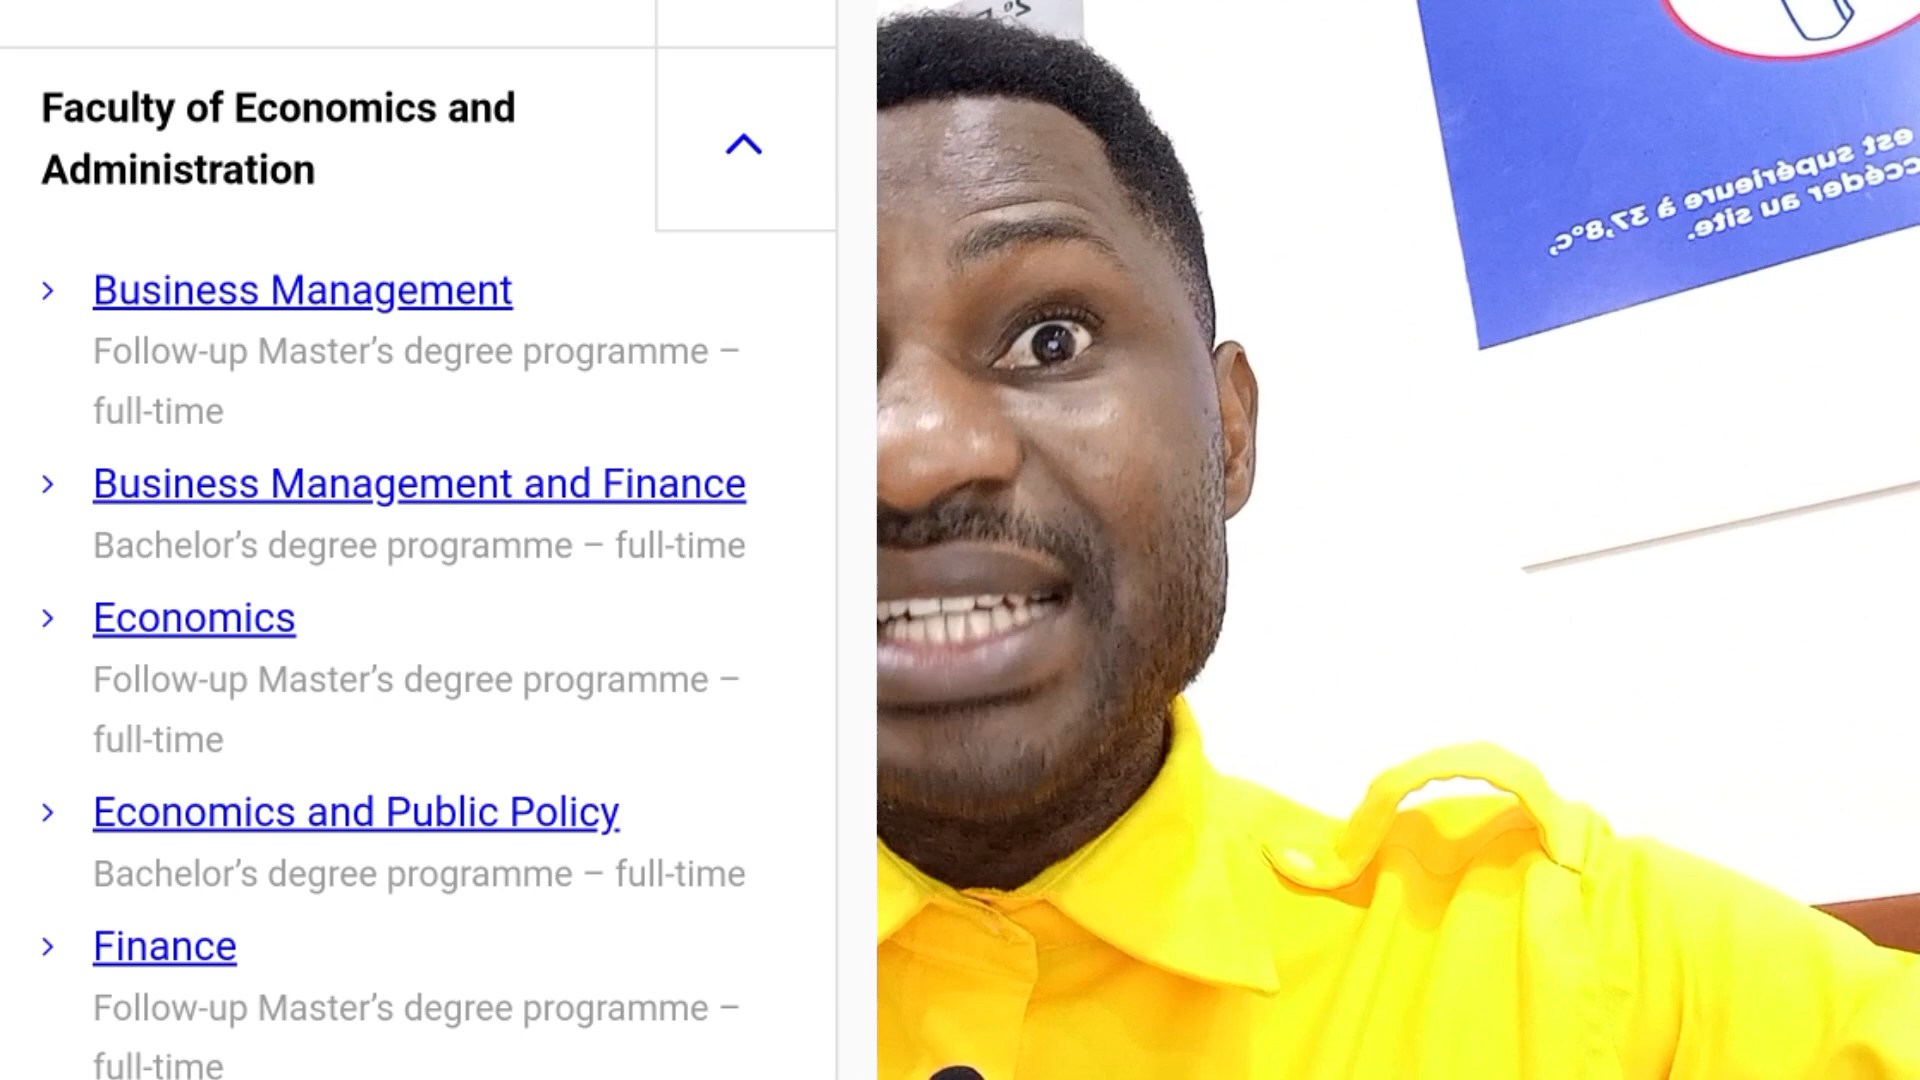 Faculty of Economics and
Administration
Business Management
Follow-up Master’s degree programme –
full-time
Business Management and Finance
Bachelor’s degree programme – full-time
Economics
Follow-up Master’s degree programme –
full-time
Economics and Public Policy
Bachelor’s degree programme – full-time
Finance
Follow-up Master’s degree programme –
full-time
est supérieure à 37,8°c,
ccéder au site.